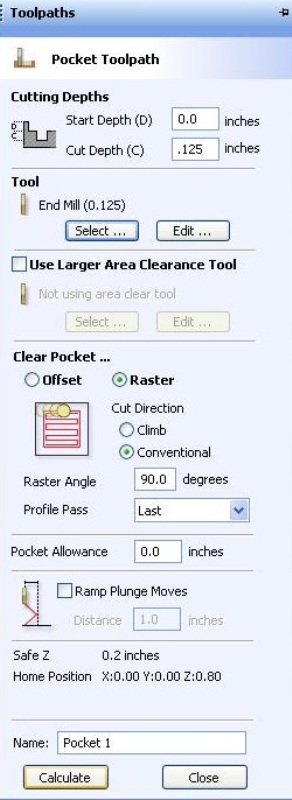 Toolpaths
Pocket Toolpath
Cutting Depths
Start Depth (D) 0.0 inches
Cut Depth (C) .125 inches
Tool
End Mill (0.125)
Select ... Edit ...
Use Larger Area Clearance Tool
Not using area clear tool
Select ... Edit ...
Clear Pocket ...
Offset Raster
Cut Direction
Climb
Conventional
Raster Angle 90.0 degrees
Profile Pass Last
Pocket Allowance 0.0 inches
Ramp Plunge Moves
Distance 1.0 inches
Safe Z 0.2 inches
Home Position X:0.00 Y:0.00 Z:0.80
Name: Pocket 1
Calculate Close